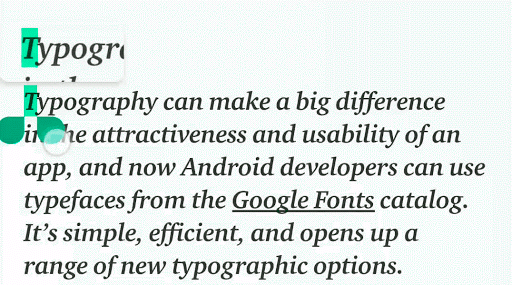 Typogr
Typography can make a big difference
in the attractiveness and usability of an
app, and now Android developers can use
typefaces from the Google Fonts catalog.
It's simple, efficient, and opens up a
range of new typographic options.